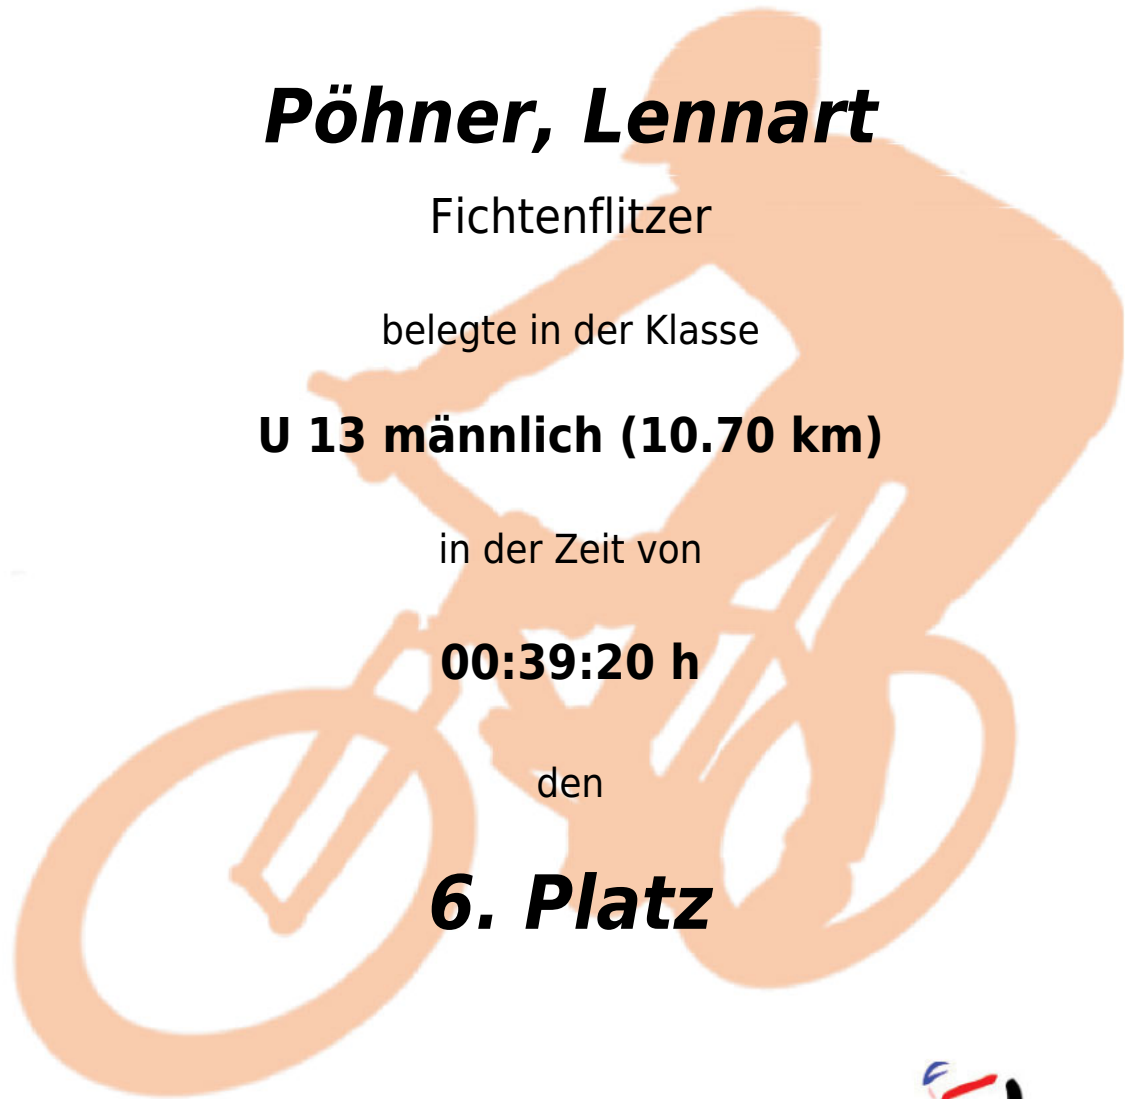 Pöhner, Lennart
Fichtenflitzer
belegte in der Klasse
U 13 männlich (10.70 km)
in der Zeit von
00:39:20 h
den
6. Platz